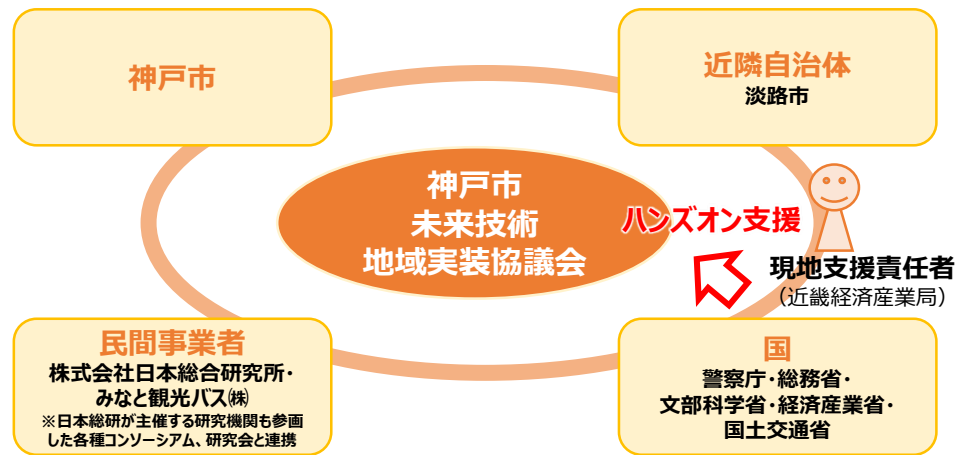 神戸市
近隣自治体
淡路市
神戸市
未来技術
地域実装協議会
ハンズオン支援
現地支援責任者
（近畿経済産業局）
民間事業者
株式会社日本総合研究所・
みなと観光バス㈱
※日本総研が主催する研究機関も参画
した各種コンソーシアム、研究会と連携
国
警察庁・総務省・
文部科学省・経済産業省・
国土交通省